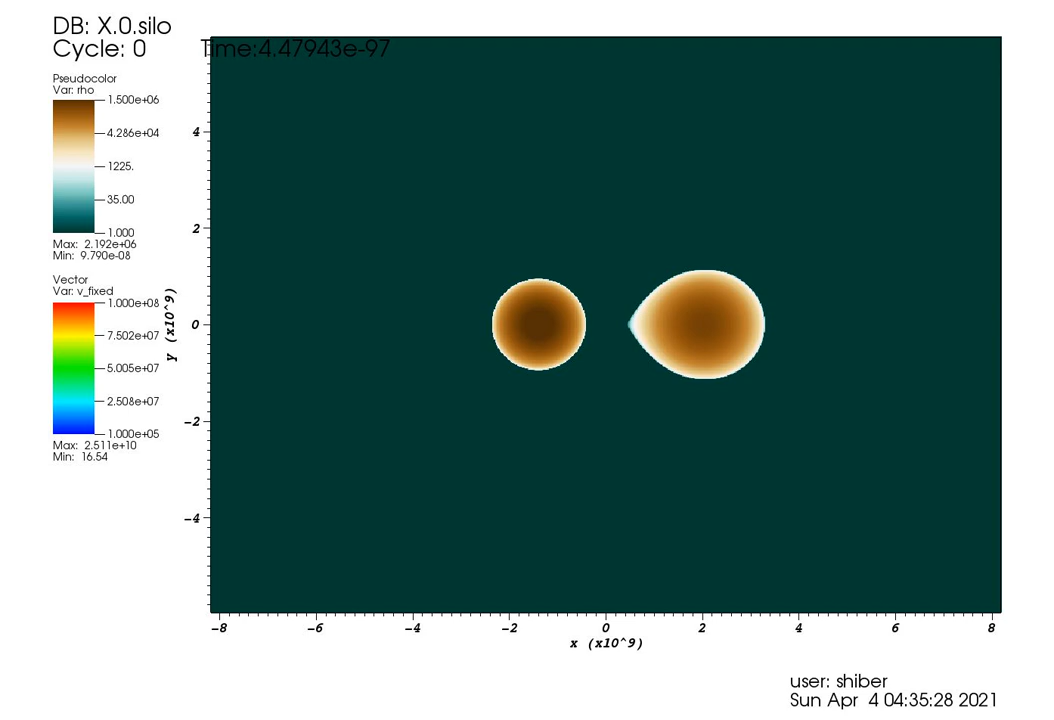 DB: X.0.silo
Cycle: 0 Time:4.47943e-97
Pseudocolor
Var: rho
1.500e+06
4.286e+04
1225.
35.00
1.000
Max: 2.192e+06
Min: 9.790e-08
Vector
Var: v_fixed
1.000e+08
7.502e+07
5.005e+07
2.508e+07
1.000e+05
Max: 2.511e+10
Min: 16.54
y (x10^9)
4
2
0
-2
-4
-8 -6 -4 -2 0 2 4 6 8
x (x10^9)
user: shiber
Sun Apr 4 04:35:28 2021